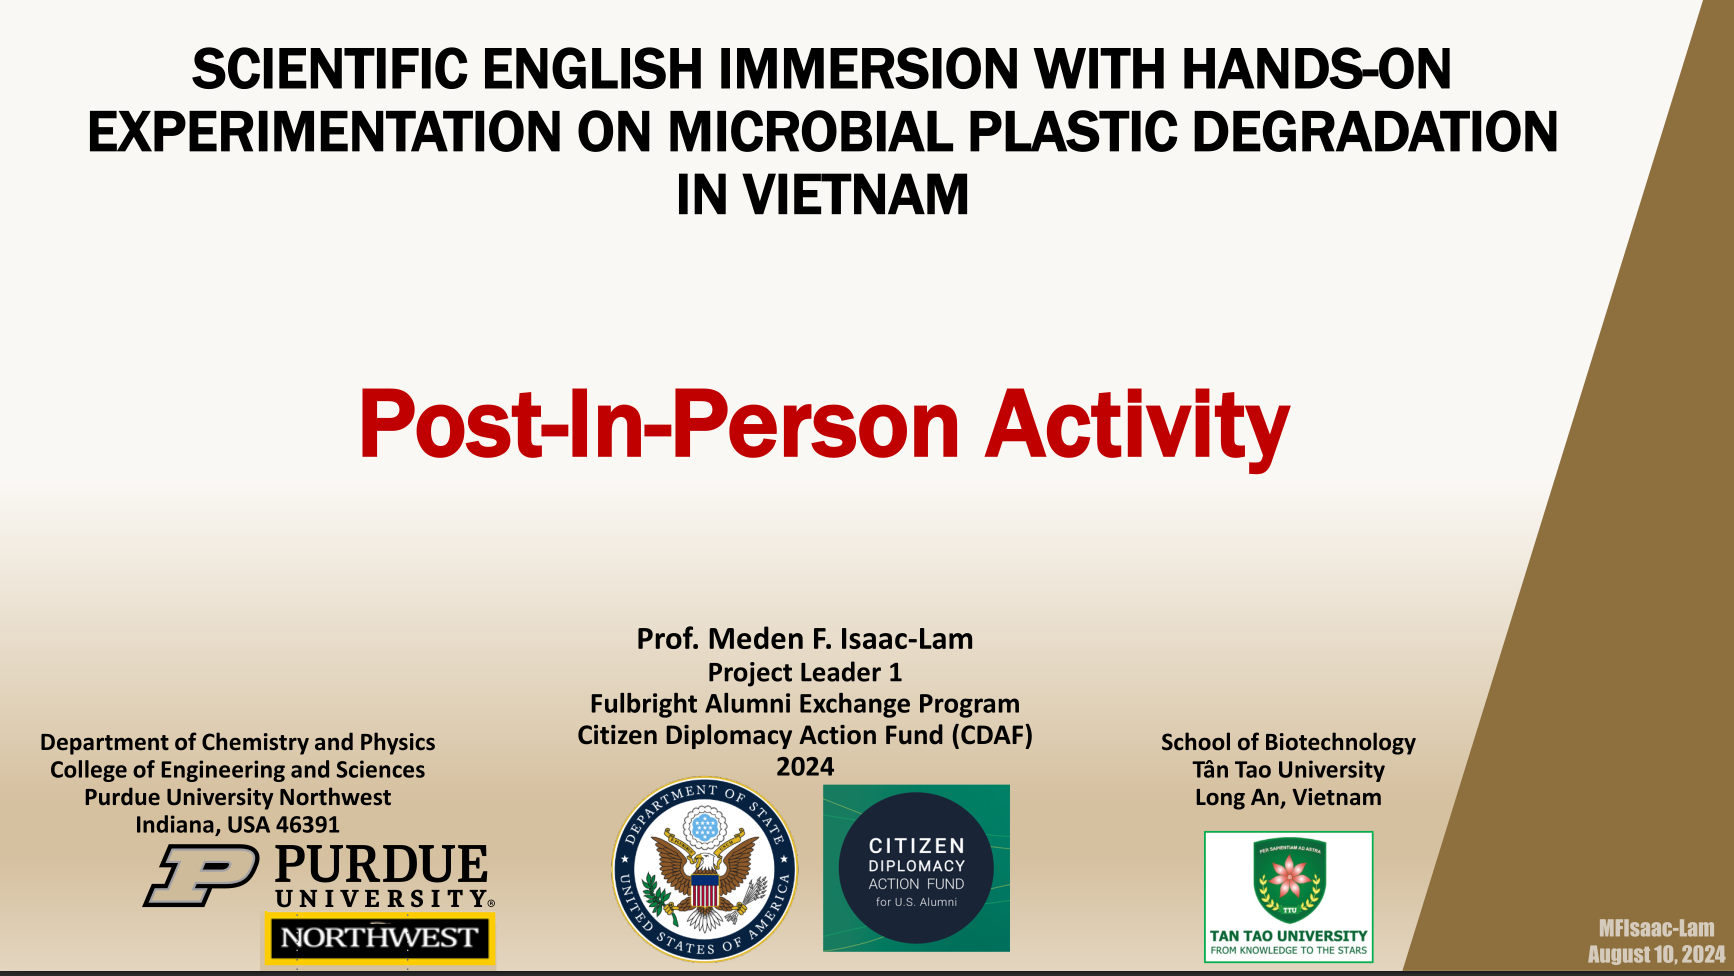 SCIENTIFIC ENGLISH IMMERSION WITH HANDS-ON
EXPERIMENTATION ON MICROBIAL PLASTIC DEGRADATION
IN VIETNAM
Post-In-Person Activity
Prof. Meden F. Isaac-Lam
Project Leader 1
Fulbright Alumni Exchange Program
Citizen Diplomacy Action Fund (CDAF)
2024
Department of Chemistry and Physics
College of Engineering and Sciences
Purdue University Northwest
Indiana, USA 46391
PURDUE
UNIVERSITY®
NORTHWEST
DEPARTMENT OF STATE
UNITED STATES OF AMERICA
CITIZEN
DIPLOMACY
ACTION FUND
for U.S. Alumni
School of Biotechnology
Tân Tao University
Long An, Vietnam
PER SAPIENTIAM AD ASTRA
TTU
TAN TAO UNIVERSITY
FROM KNOWLEDGE TO THE STARS
MFIsaac-Lam
August 10, 2024